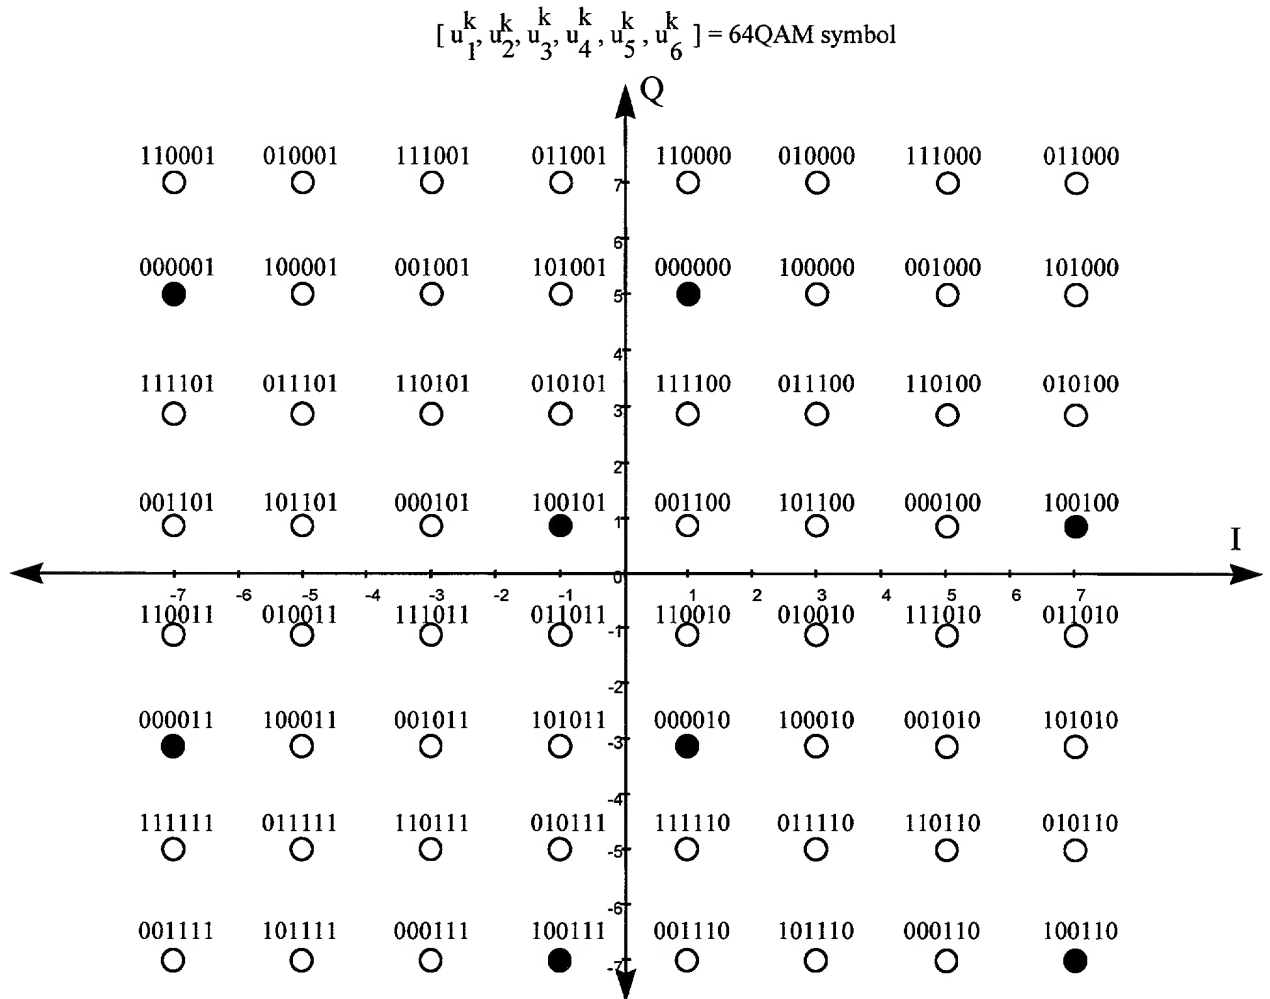 [ u₁ᵏ, u₂ᵏ, u₃ᵏ, u₄ᵏ, u₅ᵏ, u₆ᵏ ] = 64QAM symbol
Q
110001 010001 111001 011001 110000 010000 111000 011000
7
6
000001 100001 001001 101001 000000 100000 001000 101000
5
4
111101 011101 110101 010101 111100 011100 110100 010100
3
2
001101 101101 000101 100101 001100 101100 000100 100100
1
I
0
-7 -6 -5 -4 -3 -2 -1 1 2 3 4 5 6 7
110011 010011 111011 011011 110010 010010 111010 011010
-1
-2
000011 100011 001011 101011 000010 100010 001010 101010
-3
-4
111111 011111 110111 010111 111110 011110 110110 010110
-5
-6
001111 101111 000111 100111 001110 101110 000110 100110
-7